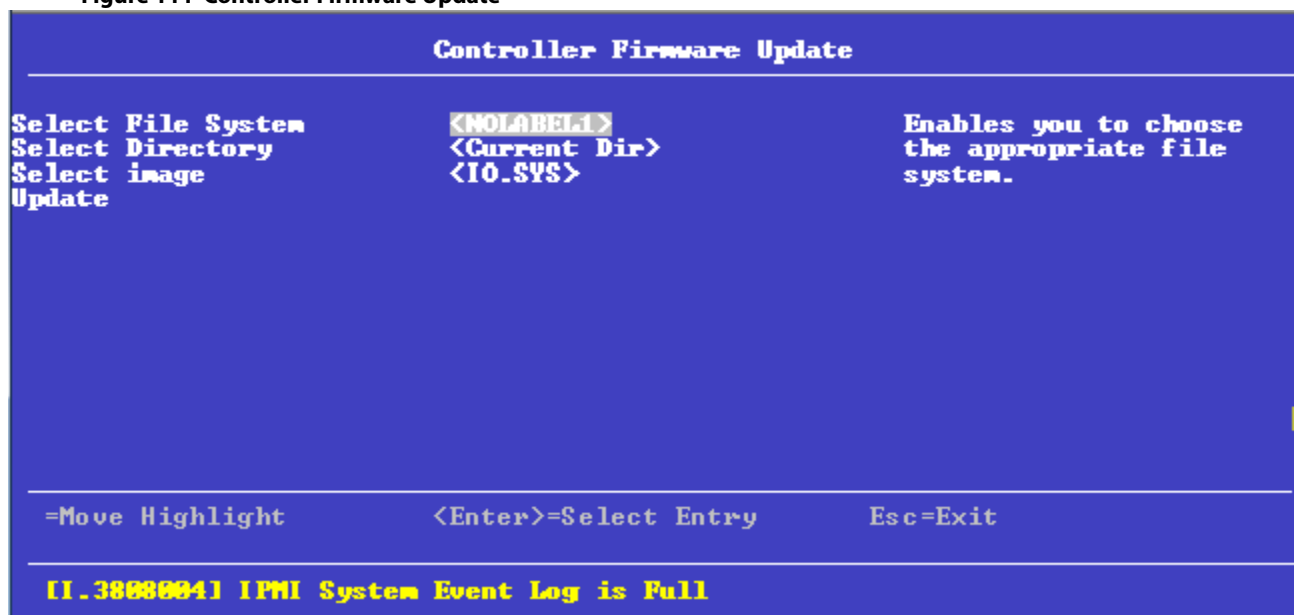 Controller Firmware Update
Select File System <NOLABEL1> Enables you to choose
Select Directory <Current Dir> the appropriate file
Select image <IO.SYS> system.
Update
=Move Highlight <Enter>=Select Entry Esc=Exit
[I.3808004] IPMI System Event Log is Full